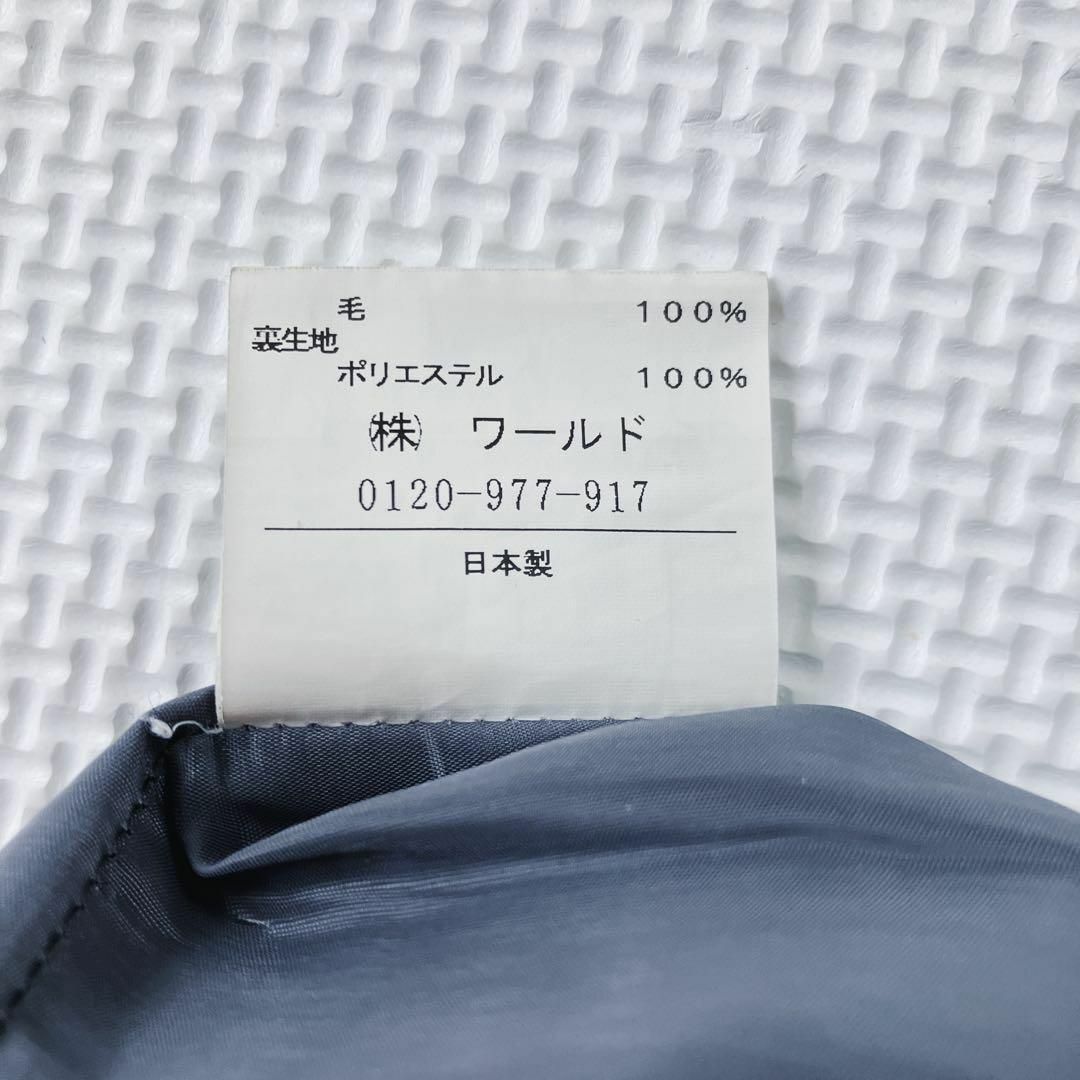 毛 １００％
裏生地
ポリエステル １００％
㈱ ワールド
0120-977-917
日本製